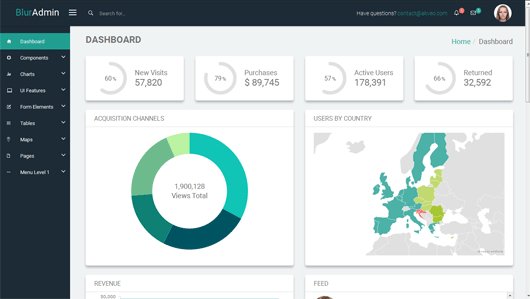 BlurAdmin
Search for...
Have questions? contact@akveo.com
Dashboard
Components
Charts
UI Features
Form Elements
Tables
Maps
Pages
Menu Level 1
DASHBOARD
Home / Dashboard
60 %
New Visits
57,820
79 %
Purchases
$ 89,745
57 %
Active Users
178,391
66 %
Returned
32,592
ACQUISITION CHANNELS
1,900,128
Views Total
USERS BY COUNTRY
REVENUE
30,000
FEED